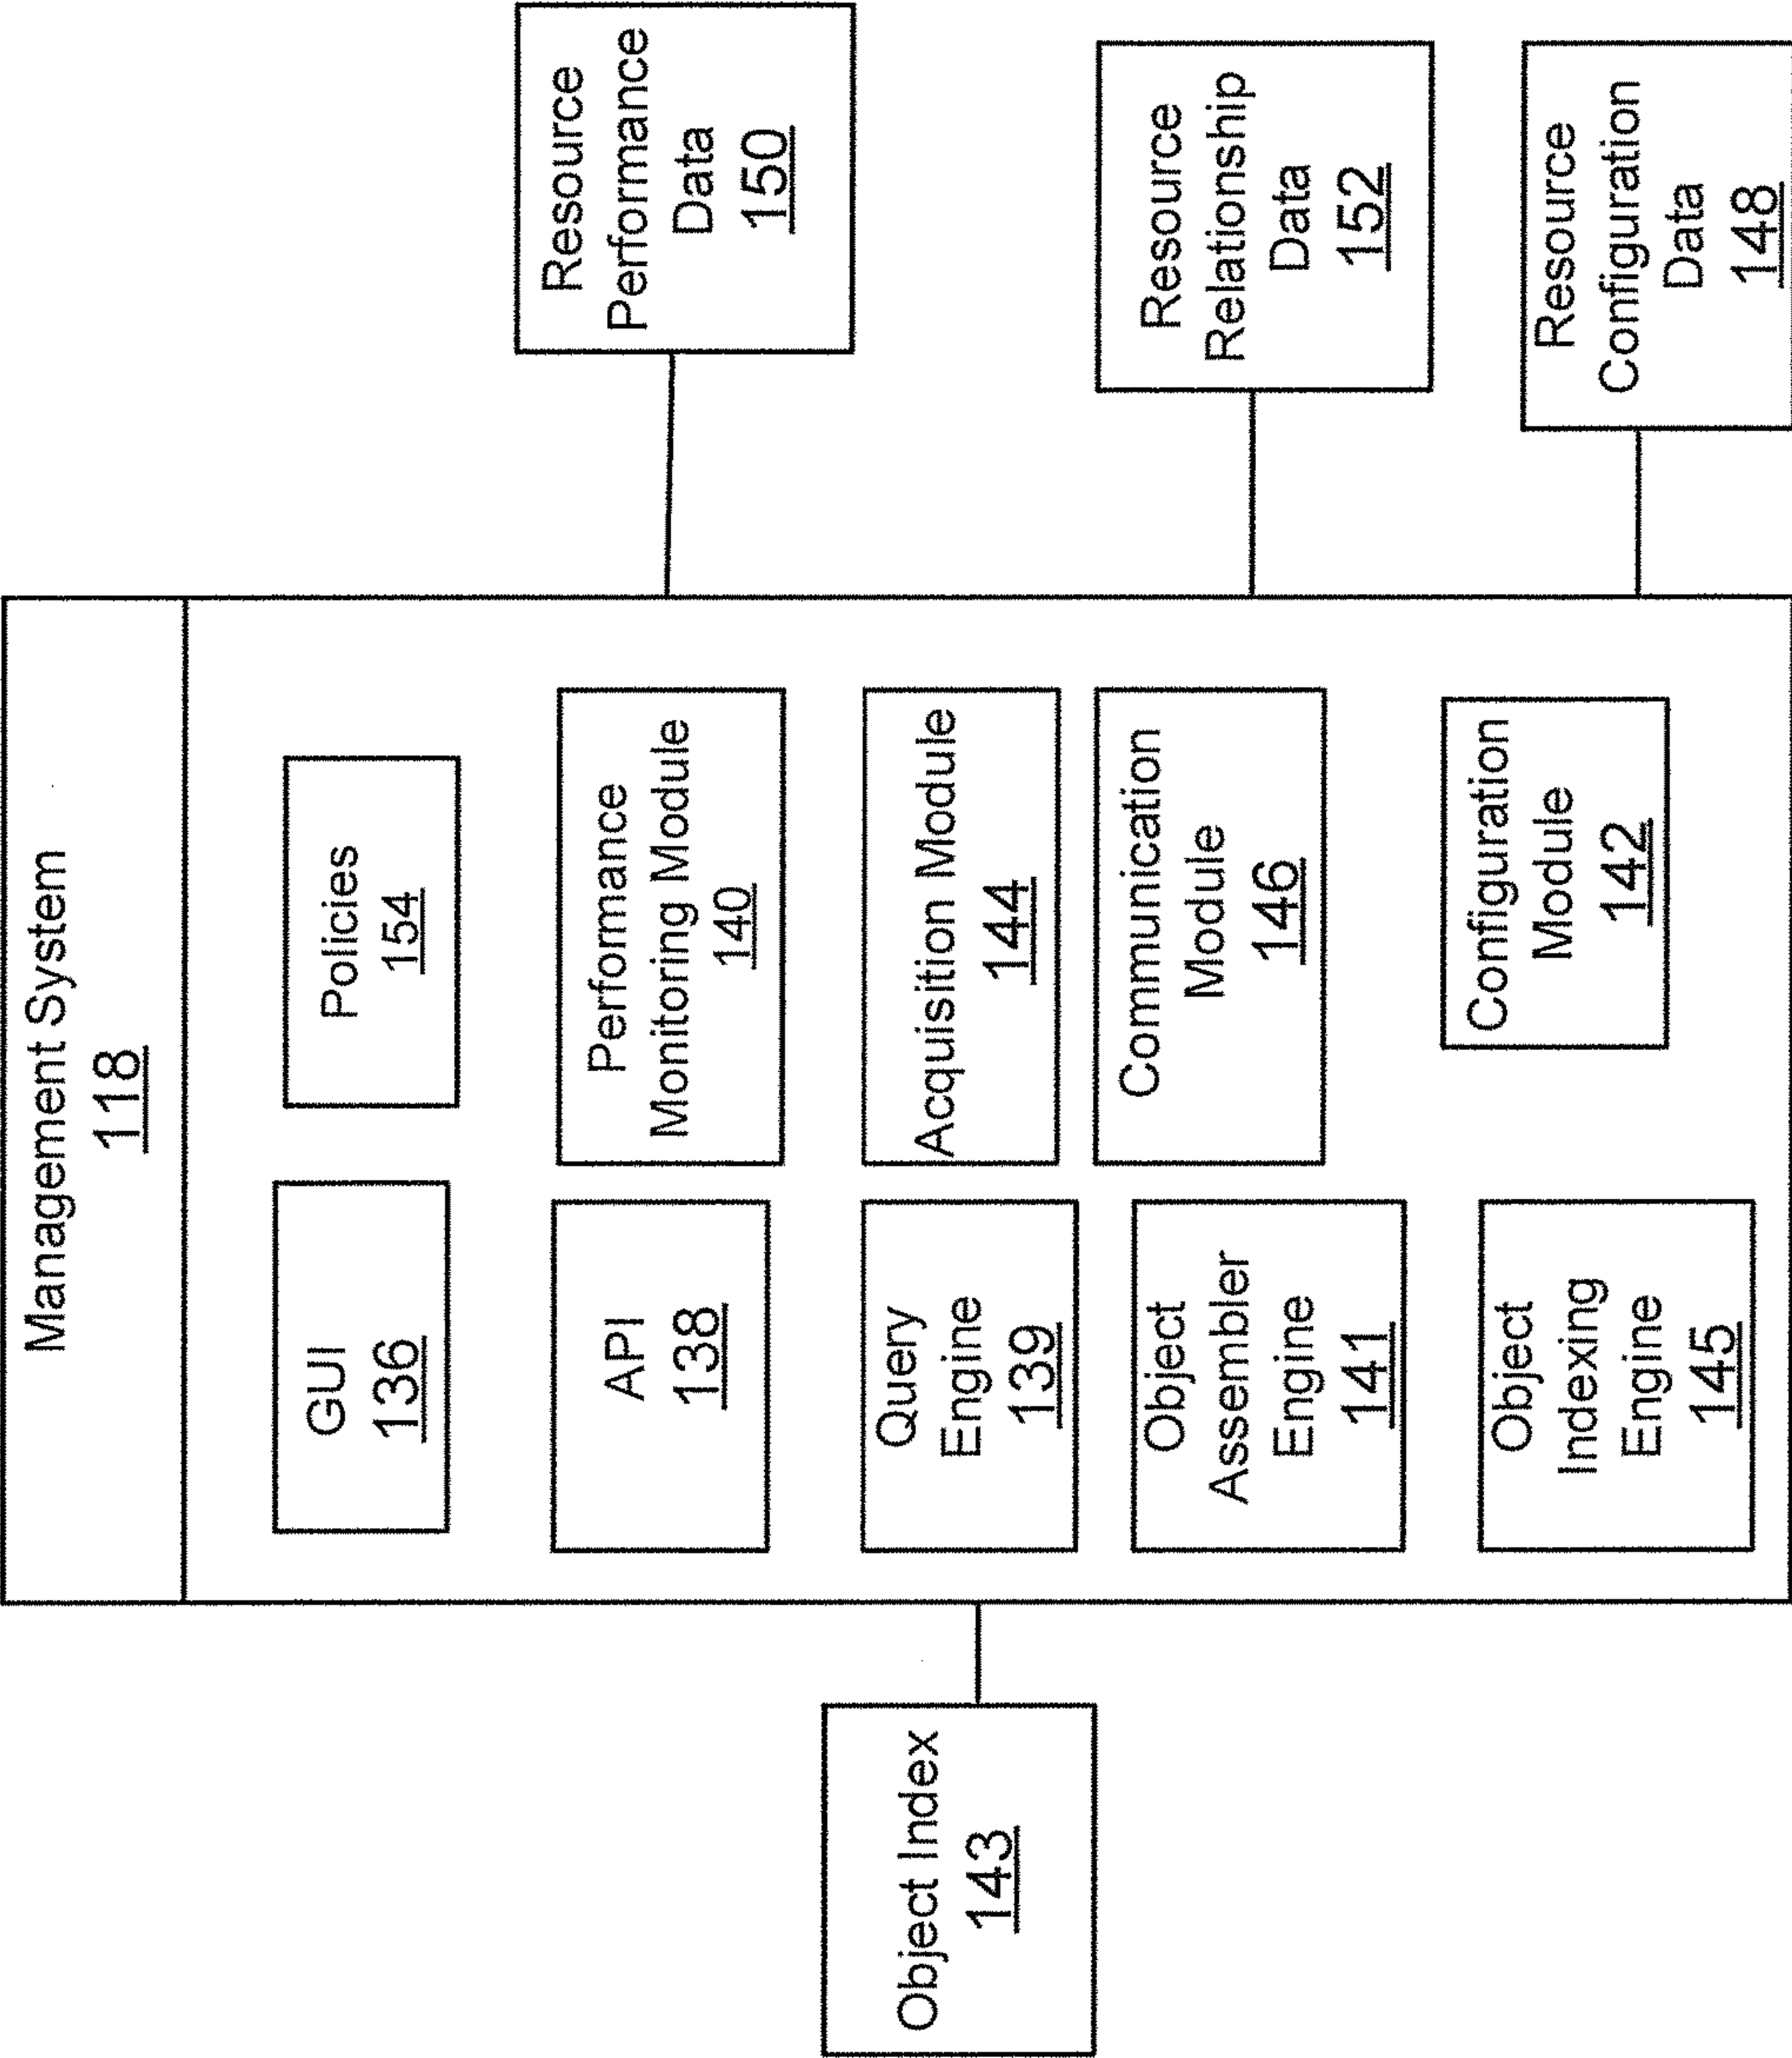 Management System
118
GUI
136
Policies
154
API
138
Performance
Monitoring Module
140
Query
Engine
139
Acquisition Module
144
Object
Assembler
Engine
141
Communication
Module
146
Object
Indexing
Engine
145
Configuration
Module
142
Object Index
143
Resource
Performance
Data
150
Resource
Relationship
Data
152
Resource
Configuration
Data
148